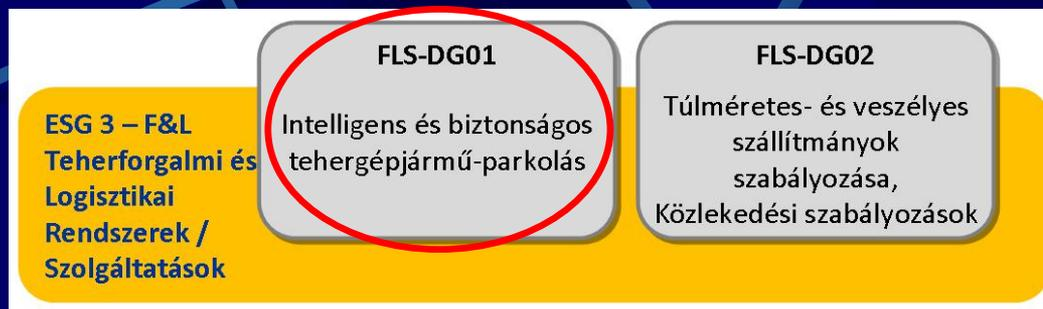 ESG 3 – F&L
Teherforgalmi és
Logisztikai
Rendszerek /
Szolgáltatások
FLS-DG01
Intelligens és biztonságos
tehergépjármű-parkolás
FLS-DG02
Túlméretes- és veszélyes
szállítmányok
szabályozása,
Közlekedési szabályozások